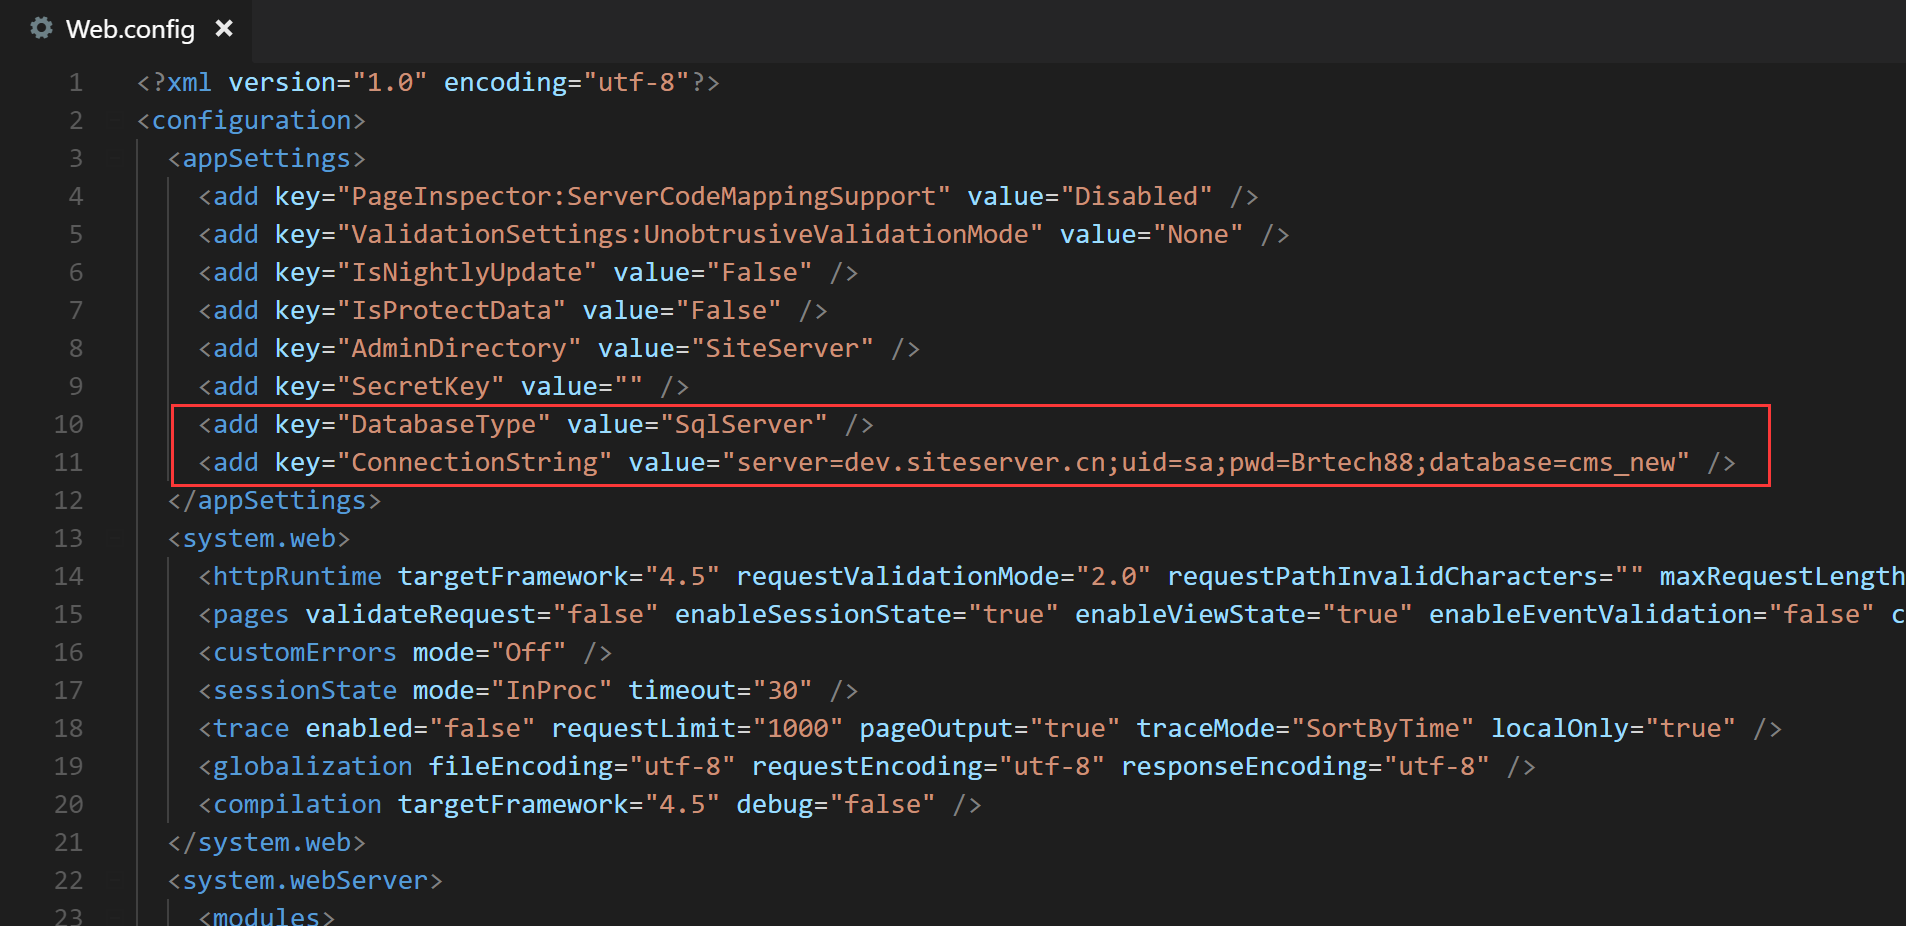 Web.config
1 <?xml version="1.0" encoding="utf-8"?>
2 <configuration>
3 <appSettings>
4 <add key="PageInspector:ServerCodeMappingSupport" value="Disabled" />
5 <add key="ValidationSettings:UnobtrusiveValidationMode" value="None" />
6 <add key="IsNightlyUpdate" value="False" />
7 <add key="IsProtectData" value="False" />
8 <add key="AdminDirectory" value="SiteServer" />
9 <add key="SecretKey" value="" />
10 <add key="DatabaseType" value="SqlServer" />
11 <add key="ConnectionString" value="server=dev.siteserver.cn;uid=sa;pwd=Brtech88;database=cms_new" />
12 </appSettings>
13 <system.web>
14 <httpRuntime targetFramework="4.5" requestValidationMode="2.0" requestPathInvalidCharacters="" maxRequestLength
15 <pages validateRequest="false" enableSessionState="true" enableViewState="true" enableEventValidation="false" c
16 <customErrors mode="Off" />
17 <sessionState mode="InProc" timeout="30" />
18 <trace enabled="false" requestLimit="1000" pageOutput="true" traceMode="SortByTime" localOnly="true" />
19 <globalization fileEncoding="utf-8" requestEncoding="utf-8" responseEncoding="utf-8" />
20 <compilation targetFramework="4.5" debug="false" />
21 </system.web>
22 <system.webServer>
23 <modules>